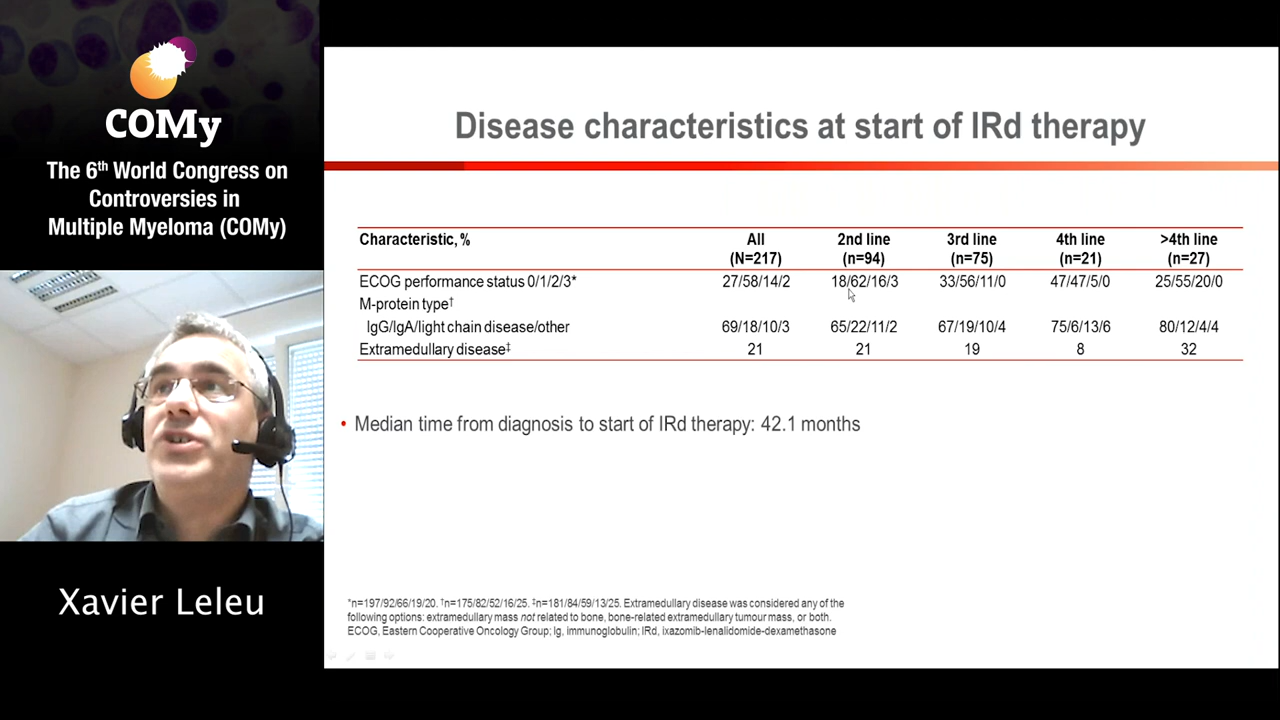 COMy
The 6th World Congress on
Controversies in
Multiple Myeloma (COMy)
Xavier Leleu
Disease characteristics at start of IRd therapy
Characteristic, % All (N=217) 2nd line (n=94) 3rd line (n=75) 4th line (n=21) >4th line (n=27)
ECOG performance status 0/1/2/3* 27/58/14/2 18/62/16/3 33/56/11/0 47/47/5/0 25/55/20/0
M-protein type†
IgG/IgA/light chain disease/other 69/18/10/3 65/22/11/2 67/19/10/4 75/6/13/6 80/12/4/4
Extramedullary disease‡ 21 21 19 8 32
• Median time from diagnosis to start of IRd therapy: 42.1 months
*n=197/92/66/19/20. †n=175/82/52/16/25. ‡n=181/84/59/13/25. Extramedullary disease was considered any of the
following options: extramedullary mass not related to bone, bone-related extramedullary tumour mass, or both.
ECOG, Eastern Cooperative Oncology Group; Ig, immunoglobulin; IRd, ixazomib-lenalidomide-dexamethasone